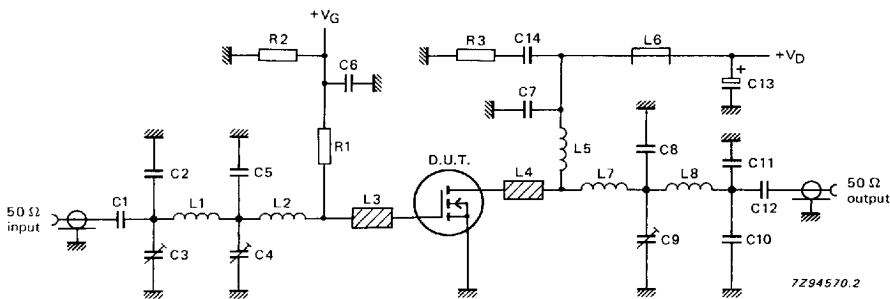 +VG
R2
C6
R1
R3
C14
L6
+VD
+
C13
C7
L5
C2
C5
D.U.T.
L4
L7
C8
L8
C11
50 Ω
input
C1
L1
L2
L3
C12
50 Ω
output
C3
C4
C9
C10
7Z94570.2